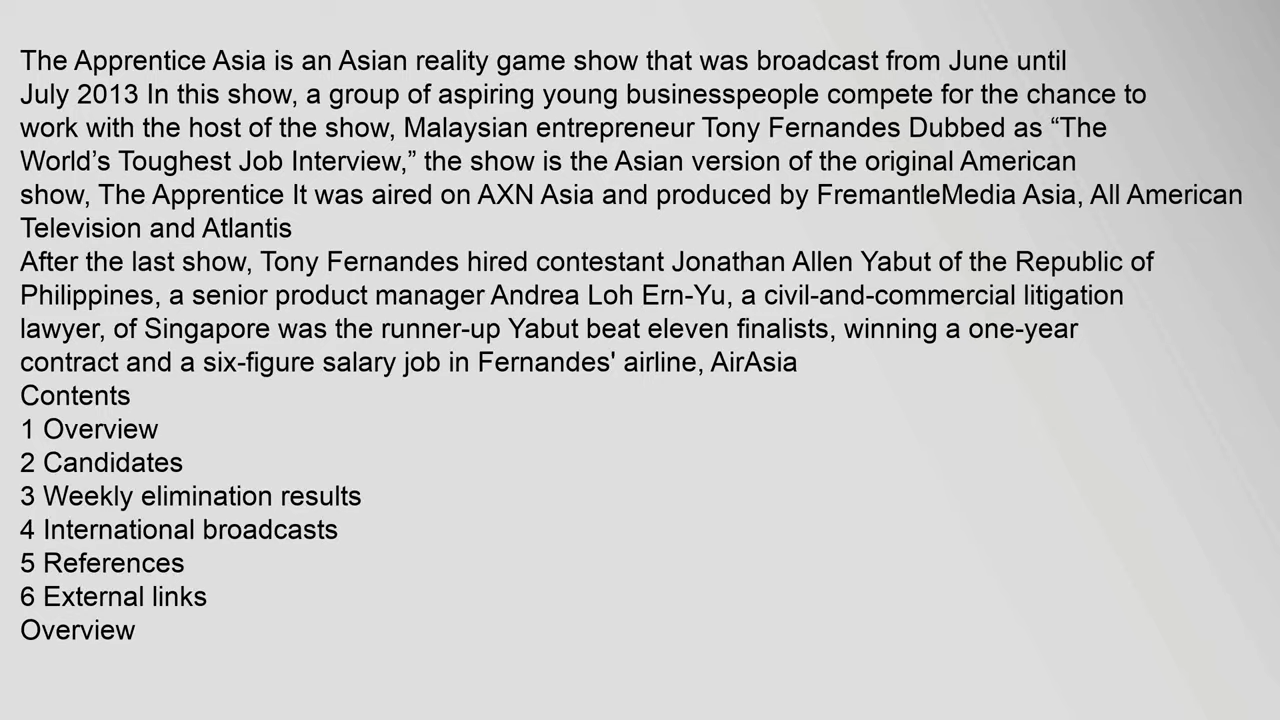 The Apprentice Asia is an Asian reality game show that was broadcast from June until
July 2013 In this show, a group of aspiring young businesspeople compete for the chance to
work with the host of the show, Malaysian entrepreneur Tony Fernandes Dubbed as “The
World’s Toughest Job Interview,” the show is the Asian version of the original American
show, The Apprentice It was aired on AXN Asia and produced by FremantleMedia Asia, All American
Television and Atlantis
After the last show, Tony Fernandes hired contestant Jonathan Allen Yabut of the Republic of
Philippines, a senior product manager Andrea Loh Ern-Yu, a civil-and-commercial litigation
lawyer, of Singapore was the runner-up Yabut beat eleven finalists, winning a one-year
contract and a six-figure salary job in Fernandes' airline, AirAsia
Contents
1 Overview
2 Candidates
3 Weekly elimination results
4 International broadcasts
5 References
6 External links
Overview